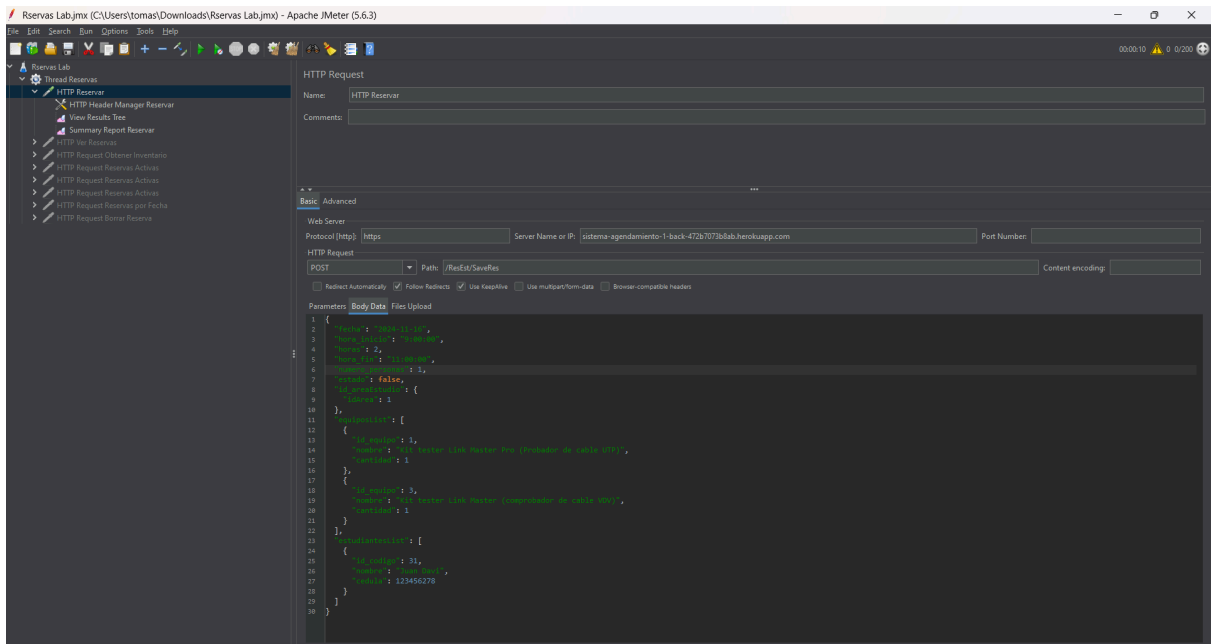 Rservas Lab.jmx (C:\Users\tomas\Downloads\Rservas Lab.jmx) - Apache JMeter (5.6.3)
File Edit Search Run Options Tools Help
00:00:10 0 0/200
Rservas Lab
Thread Reservas
HTTP Reservar
HTTP Header Manager Reservar
View Results Tree
Summary Report Reservar
HTTP Ver Reservas
HTTP Request Obtener Inventario
HTTP Request Reservas Activas
HTTP Request Reservas Activas
HTTP Request Reservas Activas
HTTP Request Reservas por Fecha
HTTP Request Borrar Reserva
HTTP Request
Name: HTTP Reservar
Comments:
Basic Advanced
Web Server
Protocol [http]: https Server Name or IP: sistema-agendamiento-1-back-472b7073b8ab.herokuapp.com Port Number:
HTTP Request
POST Path: /ResEst/SaveRes Content encoding:
Redirect Automatically Follow Redirects Use KeepAlive Use multipart/form-data Browser-compatible headers
Parameters Body Data Files Upload
1 {
2 "fecha": "2024-11-16",
3 "hora_inicio": "9:00:00",
4 "horas": 2,
5 "hora_fin": "11:00:00",
6 "numero_personas": 1,
7 "estado": false,
8 "id_areaEstudio": {
9 "idArea": 1
10 },
11 "equiposList": [
12 {
13 "id_equipo": 1,
14 "nombre": "Kit tester Link Master Pro (Probador de cable UTP)",
15 "cantidad": 1
16 },
17 {
18 "id_equipo": 3,
19 "nombre": "Kit tester Link Master (comprobador de cable VDV)",
20 "cantidad": 1
21 }
22 ],
23 "estudiantesList": [
24 {
25 "id_codigo": 31,
26 "nombre": "Juan Davi",
27 "cedula": 123456278
28 }
29 ]
30 }